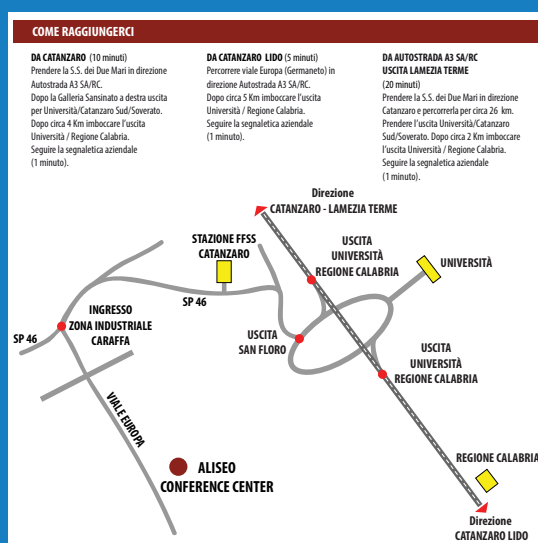 COME RAGGIUNGERCI
DA CATANZARO (10 minuti)
Prendere la S.S. dei Due Mari in direzione
Autostrada A3 SA/RC.
Dopo la Galleria Sansinato a destra uscita
per Università/Catanzaro Sud/Soverato.
Dopo circa 4 Km imboccare l'uscita
Università / Regione Calabria.
Seguire la segnaletica aziendale
(1 minuto).
DA CATANZARO LIDO (5 minuti)
Percorrere viale Europa (Germaneto) in
direzione Autostrada A3 SA/RC.
Dopo circa 5 Km imboccare l'uscita
Università / Regione Calabria.
Seguire la segnaletica aziendale
(1 minuto).
DA AUTOSTRADA A3 SA/RC
USCITA LAMEZIA TERME
(20 minuti)
Prendere la S.S. dei Due Mari in direzione
Catanzaro e percorrerla per circa 26 km.
Prendere l'uscita Università/Catanzaro
Sud/Soverato. Dopo circa 2 Km imboccare
l'uscita Università / Regione Calabria.
Seguire la segnaletica aziendale
(1 minuto).
Direzione
CATANZARO - LAMEZIA TERME
STAZIONE FFSS
CATANZARO
USCITA
UNIVERSITÀ
REGIONE CALABRIA
UNIVERSITÀ
SP 46
INGRESSO
ZONA INDUSTRIALE
CARAFFA
SP 46
USCITA
SAN FLORO
USCITA
UNIVERSITÀ
REGIONE CALABRIA
VIALE EUROPA
ALISEO
CONFERENCE CENTER
REGIONE CALABRIA
Direzione
CATANZARO LIDO